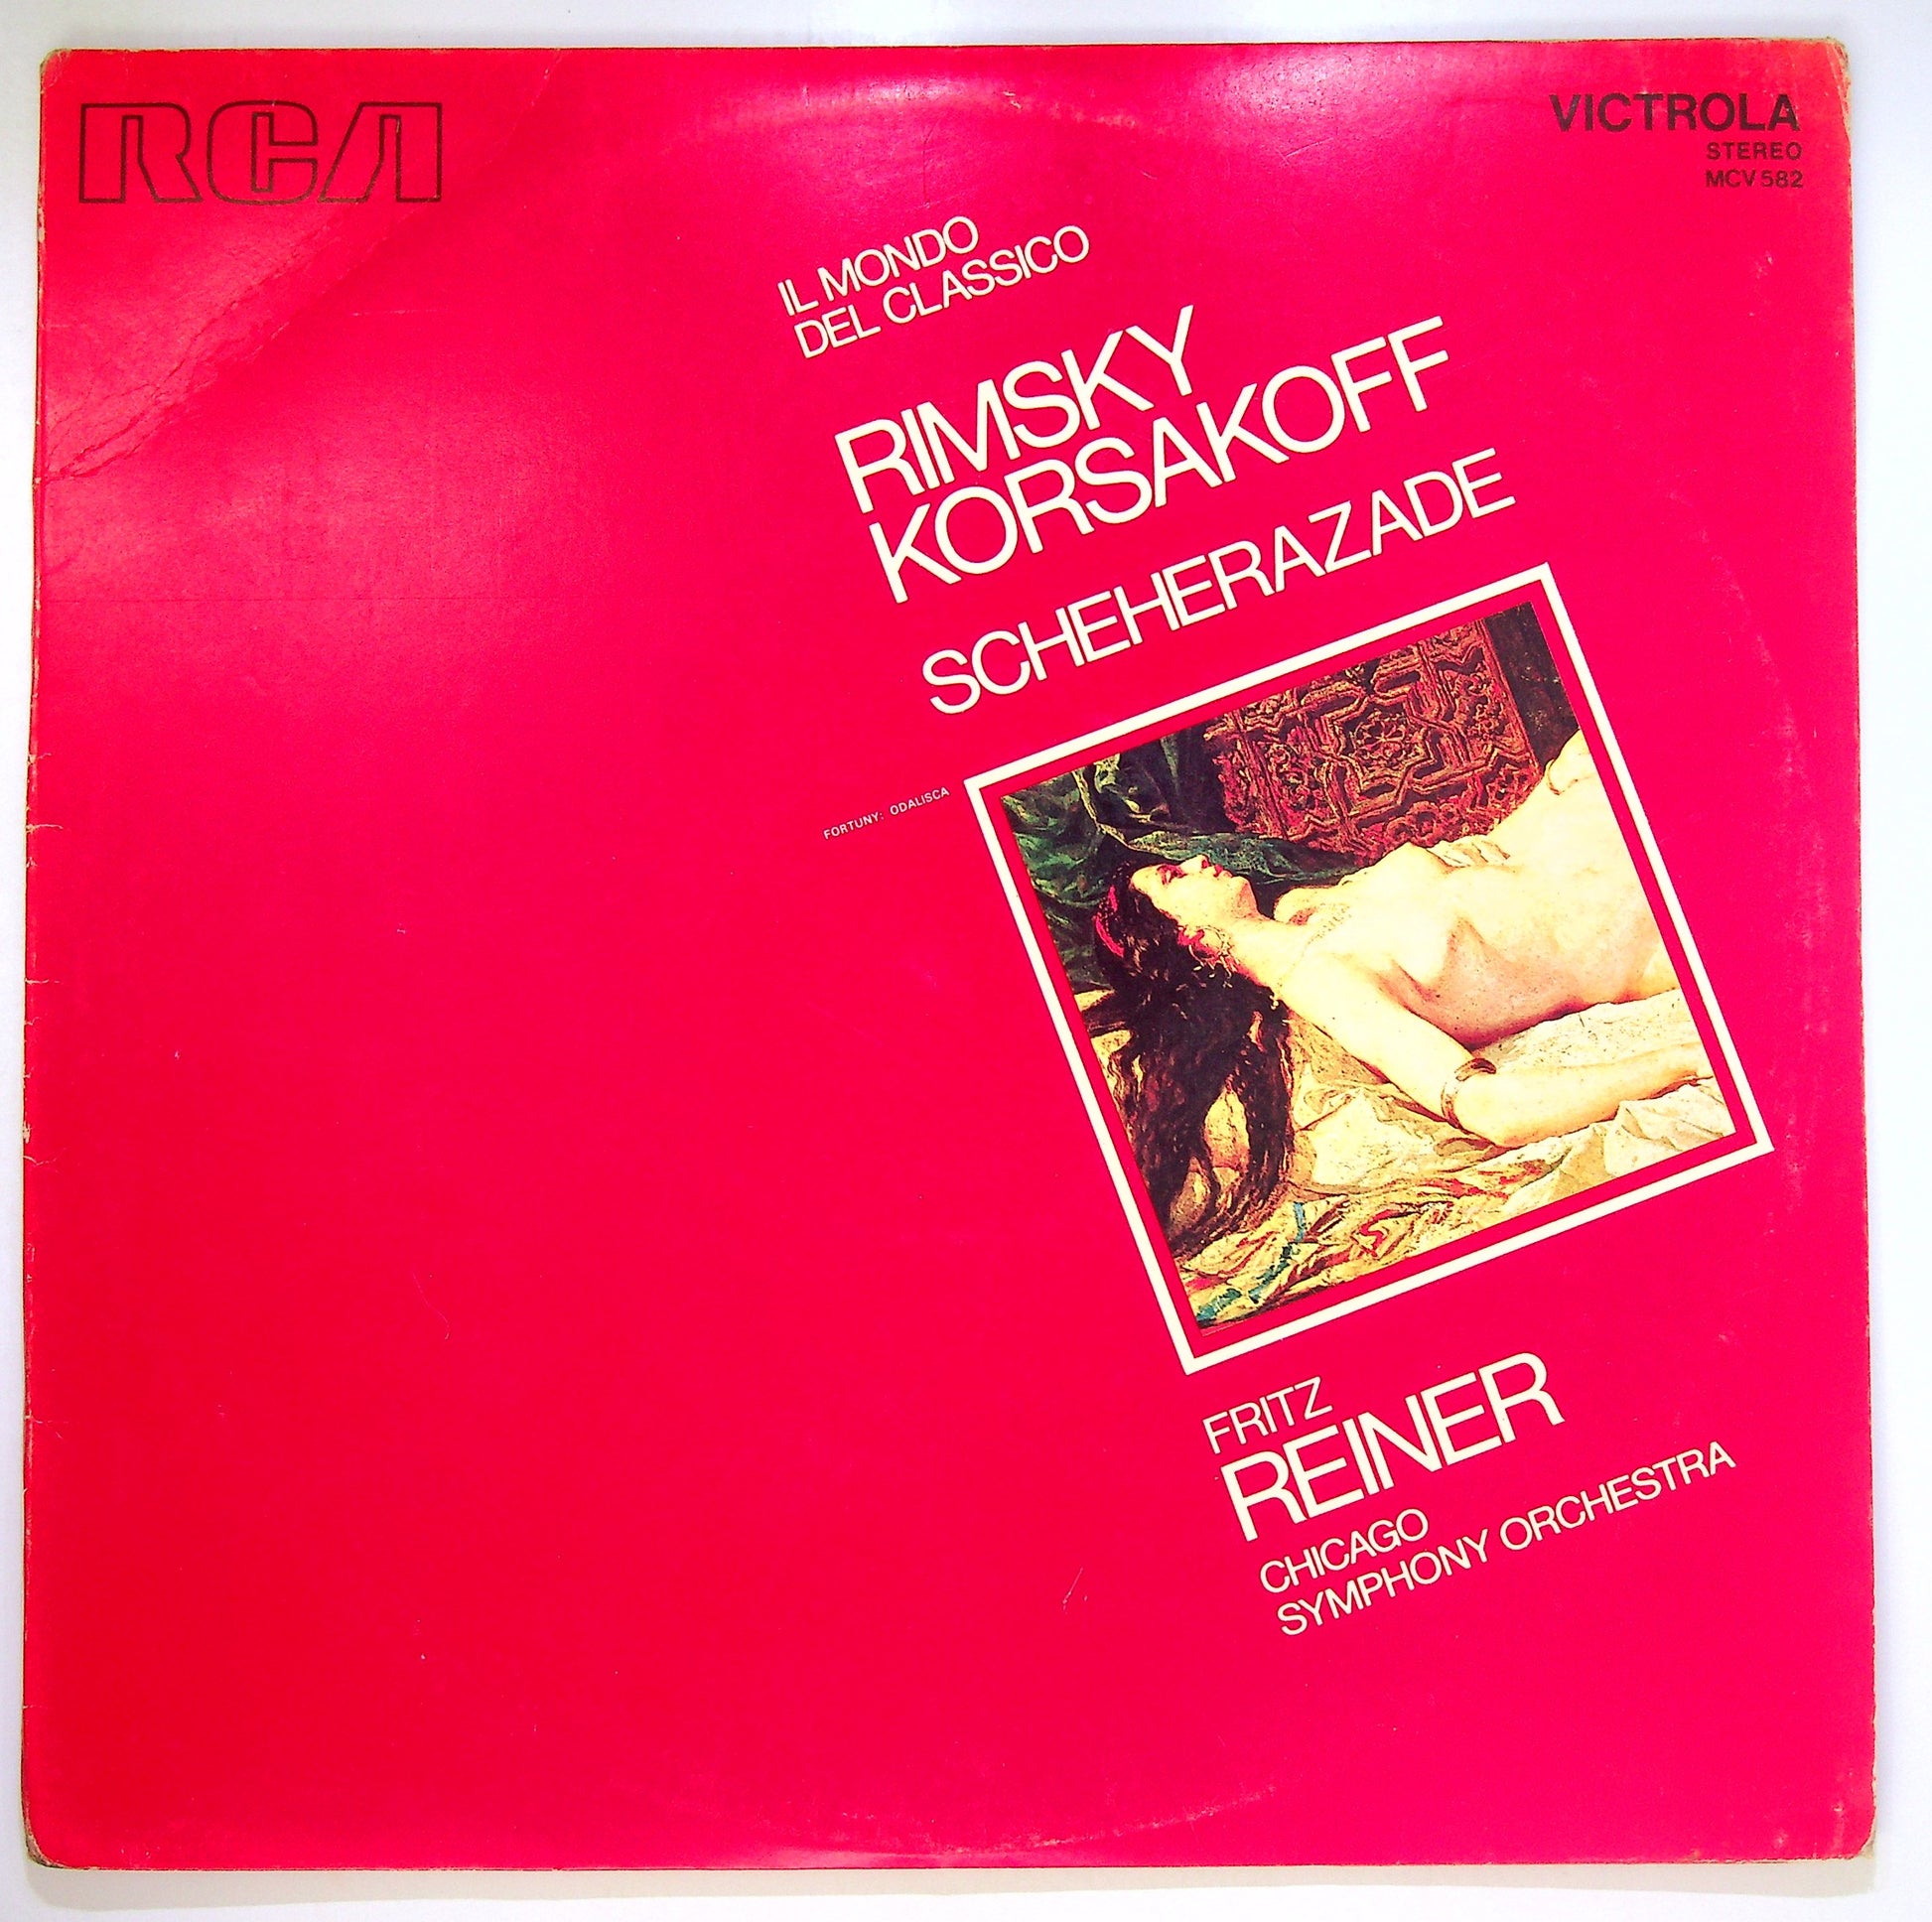 RCA
VICTROLA
STEREO
MCV 582
IL MONDO
DEL CLASSICO
RIMSKY
KORSAKOFF
SCHEHERAZADE
FORTUNY: ODALISCA
FRITZ
REINER
CHICAGO
SYMPHONY ORCHESTRA